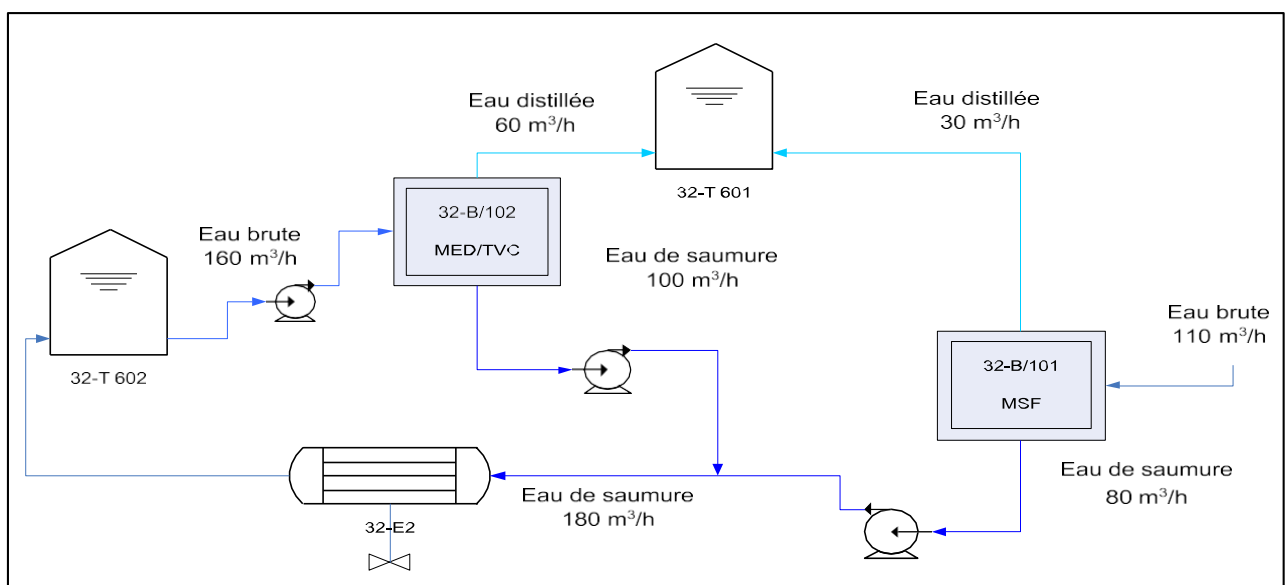 Eau distillée
60 m³/h
Eau distillée
30 m³/h
32-T 601
32-B/102
MED/TVC
Eau brute
160 m³/h
Eau de saumure
100 m³/h
Eau brute
110 m³/h
32-T 602
32-B/101
MSF
Eau de saumure
80 m³/h
Eau de saumure
180 m³/h
32-E2